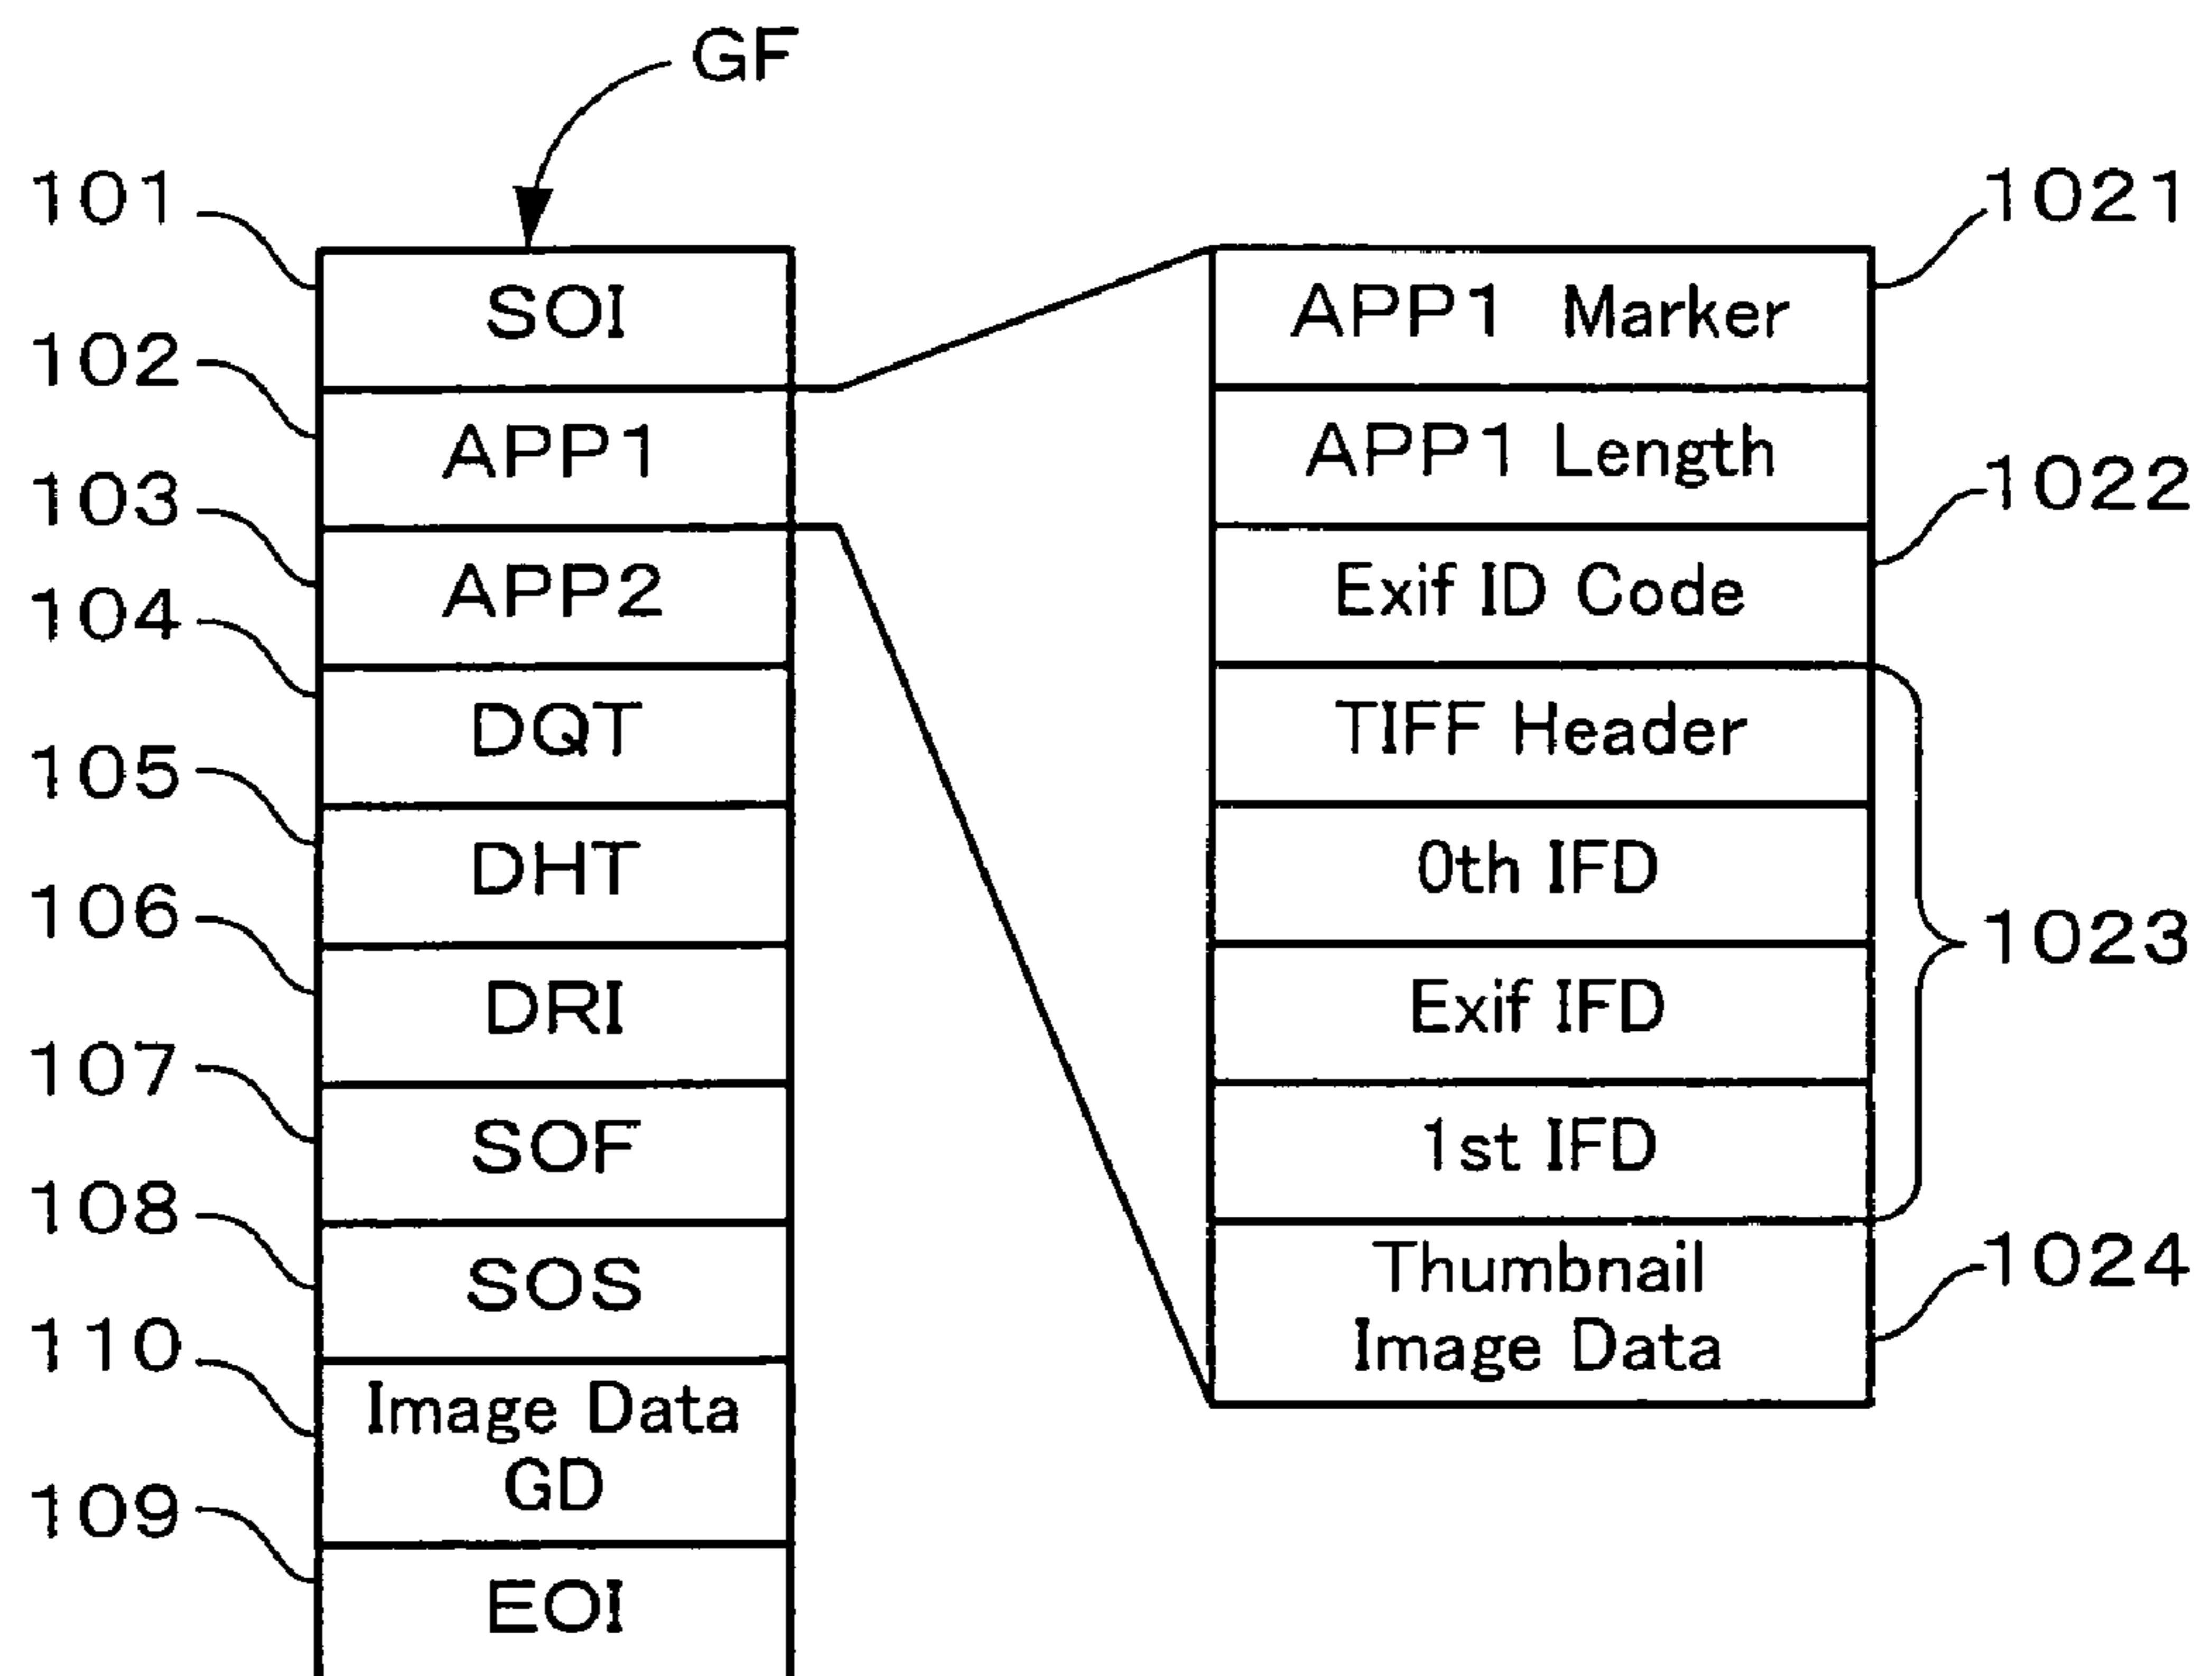 GF
101
SOI
102
APP1
103
APP2
104
DQT
105
DHT
106
DRI
107
SOF
108
SOS
110
Image Data
GD
109
EOI
1021
APP1 Marker
APP1 Length
1022
Exif ID Code
TIFF Header
0th IFD
Exif IFD
1st IFD
1023
Thumbnail
Image Data
1024